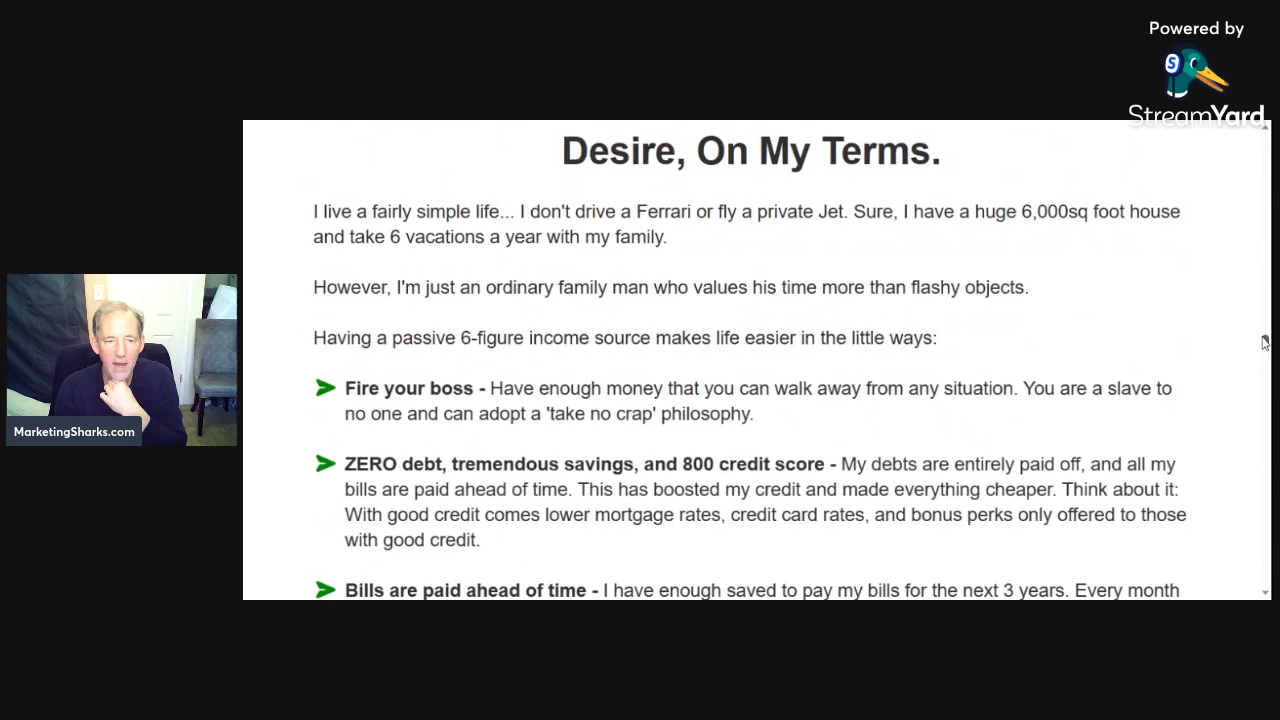 Powered by
S
StreamYard
Desire, On My Terms.
I live a fairly simple life... I don't drive a Ferrari or fly a private Jet. Sure, I have a huge 6,000sq foot house
and take 6 vacations a year with my family.
However, I'm just an ordinary family man who values his time more than flashy objects.
Having a passive 6-figure income source makes life easier in the little ways:
Fire your boss - Have enough money that you can walk away from any situation. You are a slave to
no one and can adopt a 'take no crap' philosophy.
ZERO debt, tremendous savings, and 800 credit score - My debts are entirely paid off, and all my
bills are paid ahead of time. This has boosted my credit and made everything cheaper. Think about it:
With good credit comes lower mortgage rates, credit card rates, and bonus perks only offered to those
with good credit.
Bills are paid ahead of time - I have enough saved to pay my bills for the next 3 years. Every month
MarketingSharks.com